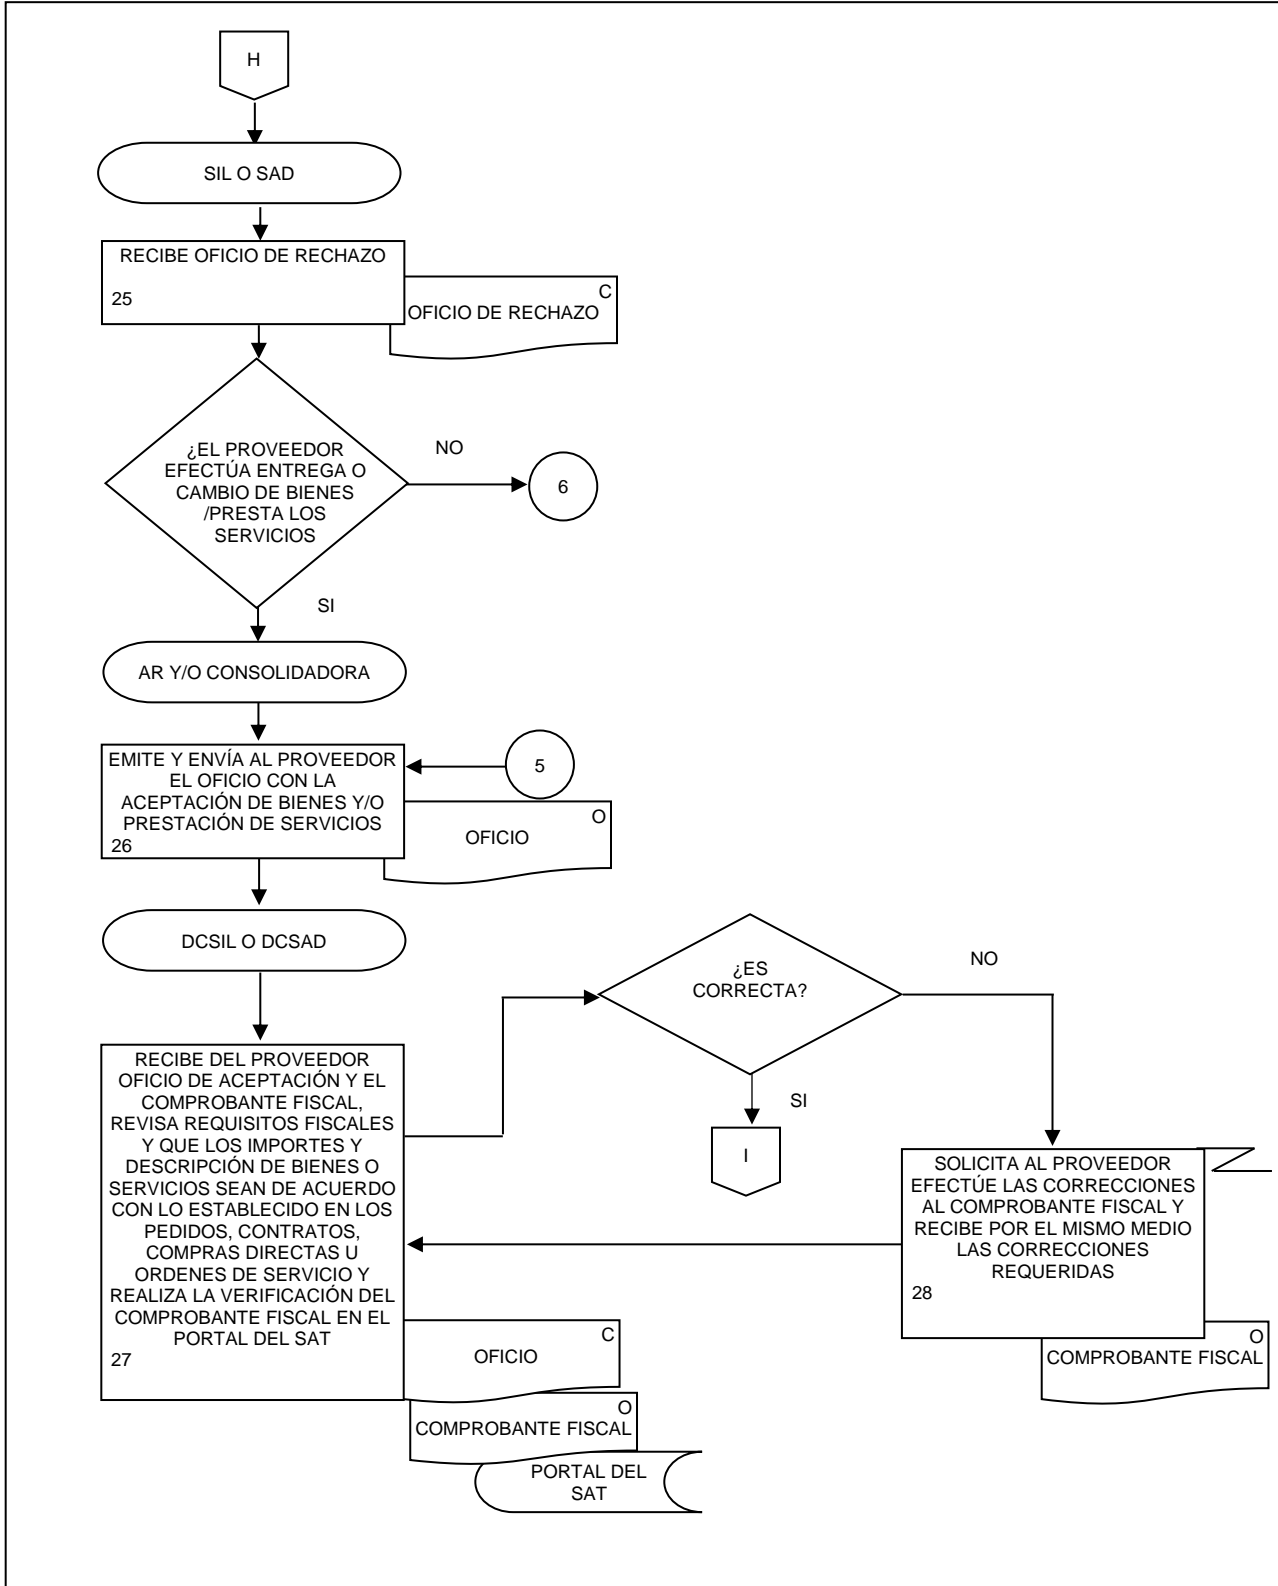 H
SIL O SAD
RECIBE OFICIO DE RECHAZO
25
C
OFICIO DE RECHAZO
¿EL PROVEEDOR
EFECTÚA ENTREGA O
CAMBIO DE BIENES
/PRESTA LOS
SERVICIOS
NO
6
SI
AR Y/O CONSOLIDADORA
EMITE Y ENVÍA AL PROVEEDOR
EL OFICIO CON LA
ACEPTACIÓN DE BIENES Y/O
PRESTACIÓN DE SERVICIOS
26
5
O
OFICIO
DCSIL O DCSAD
RECIBE DEL PROVEEDOR
OFICIO DE ACEPTACIÓN Y EL
COMPROBANTE FISCAL,
REVISA REQUISITOS FISCALES
Y QUE LOS IMPORTES Y
DESCRIPCIÓN DE BIENES O
SERVICIOS SEAN DE ACUERDO
CON LO ESTABLECIDO EN LOS
PEDIDOS, CONTRATOS,
COMPRAS DIRECTAS U
ORDENES DE SERVICIO Y
REALIZA LA VERIFICACIÓN DEL
COMPROBANTE FISCAL EN EL
PORTAL DEL SAT
27
C
OFICIO
O
COMPROBANTE FISCAL
PORTAL DEL
SAT
¿ES
CORRECTA?
NO
SI
I
SOLICITA AL PROVEEDOR
EFECTÚE LAS CORRECCIONES
AL COMPROBANTE FISCAL Y
RECIBE POR EL MISMO MEDIO
LAS CORRECCIONES
REQUERIDAS
28
O
COMPROBANTE FISCAL